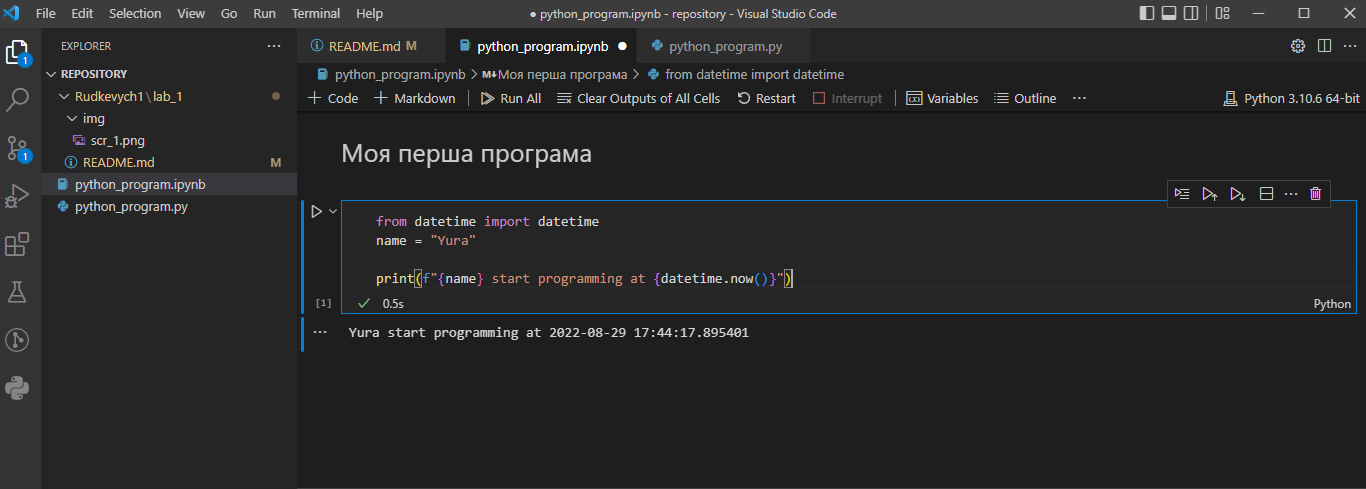 File Edit Selection View Go Run Terminal Help ● python_program.ipynb - repository - Visual Studio Code
EXPLORER
REPOSITORY
Rudkevych1\lab_1
img
scr_1.png
README.md M
python_program.ipynb
python_program.py
1
1
README.md M python_program.ipynb ● python_program.py
python_program.ipynb > M↓Моя перша програма > from datetime import datetime
+ Code + Markdown Run All Clear Outputs of All Cells Restart Interrupt Variables Outline ... Python 3.10.6 64-bit
Моя перша програма
from datetime import datetime
name = "Yura"
print(f"{name} start programming at {datetime.now()}")
[1] ✓ 0.5s Python
... Yura start programming at 2022-08-29 17:44:17.895401